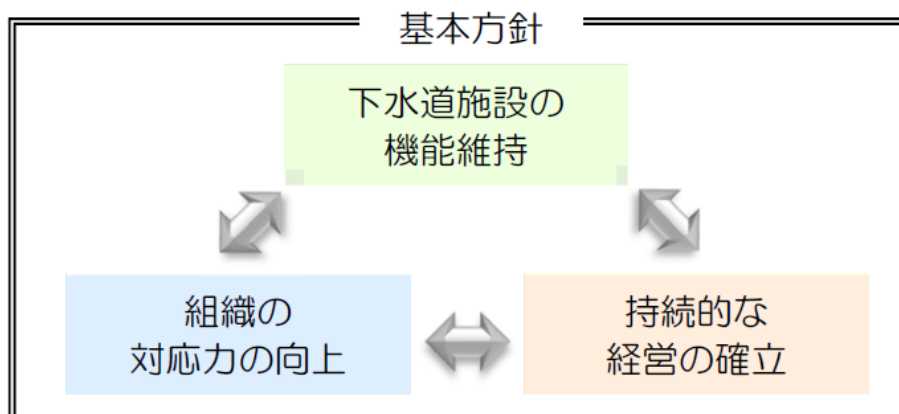 基本方針
下水道施設の
機能維持
組織の
対応力の向上
持続的な
経営の確立